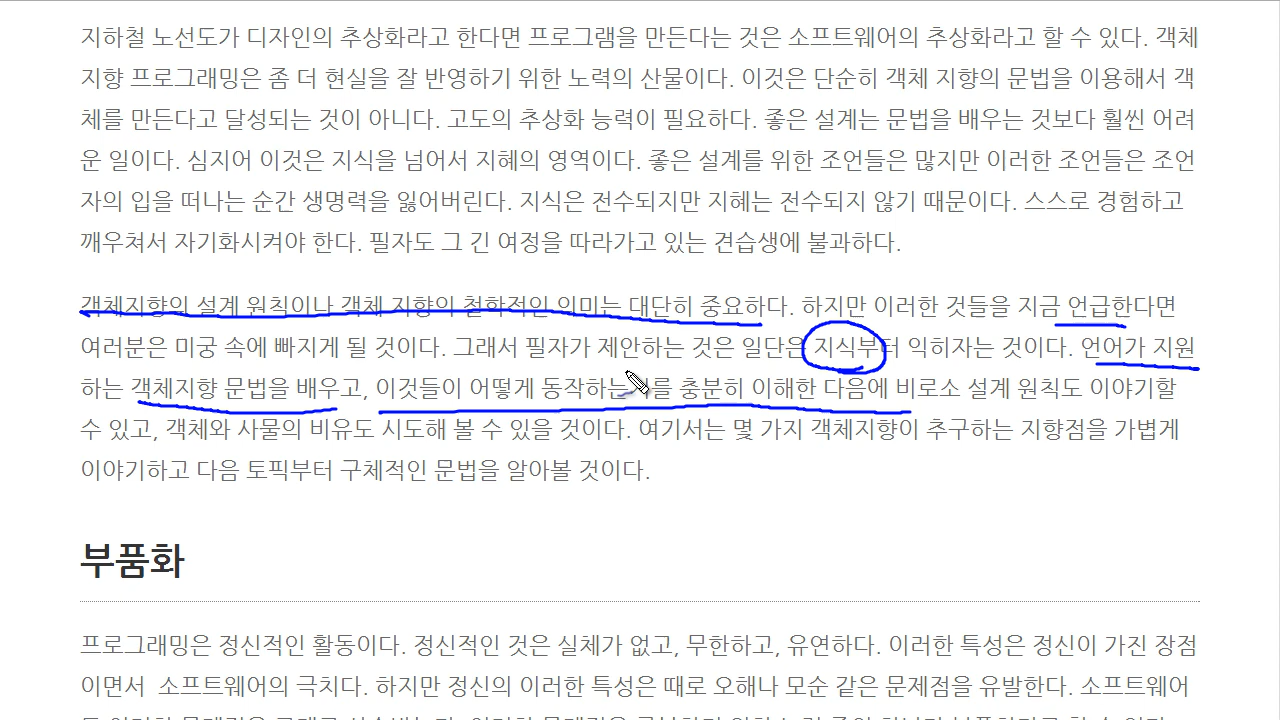 지하철 노선도가 디자인의 추상화라고 한다면 프로그램을 만든다는 것은 소프트웨어의 추상화라고 할 수 있다. 객체
지향 프로그래밍은 좀 더 현실을 잘 반영하기 위한 노력의 산물이다. 이것은 단순히 객체 지향의 문법을 이용해서 객
체를 만든다고 달성되는 것이 아니다. 고도의 추상화 능력이 필요하다. 좋은 설계는 문법을 배우는 것보다 훨씬 어려
운 일이다. 심지어 이것은 지식을 넘어서 지혜의 영역이다. 좋은 설계를 위한 조언들은 많지만 이러한 조언들은 조언
자의 입을 떠나는 순간 생명력을 잃어버린다. 지식은 전수되지만 지혜는 전수되지 않기 때문이다. 스스로 경험하고
깨우쳐서 자기화시켜야 한다. 필자도 그 긴 여정을 따라가고 있는 견습생에 불과하다.
객체지향의 설계 원칙이나 객체 지향의 철학적인 의미는 대단히 중요하다. 하지만 이러한 것들을 지금 언급한다면
여러분은 미궁 속에 빠지게 될 것이다. 그래서 필자가 제안하는 것은 일단은 지식부터 익히자는 것이다. 언어가 지원
하는 객체지향 문법을 배우고, 이것들이 어떻게 동작하는 를 충분히 이해한 다음에 비로소 설계 원칙도 이야기할
수 있고, 객체와 사물의 비유도 시도해 볼 수 있을 것이다. 여기서는 몇 가지 객체지향이 추구하는 지향점을 가볍게
이야기하고 다음 토픽부터 구체적인 문법을 알아볼 것이다.
부품화
프로그래밍은 정신적인 활동이다. 정신적인 것은 실체가 없고, 무한하고, 유연하다. 이러한 특성은 정신이 가진 장점
이면서 소프트웨어의 극치다. 하지만 정신의 이러한 특성은 때로 오해나 모순 같은 문제점을 유발한다. 소프트웨어